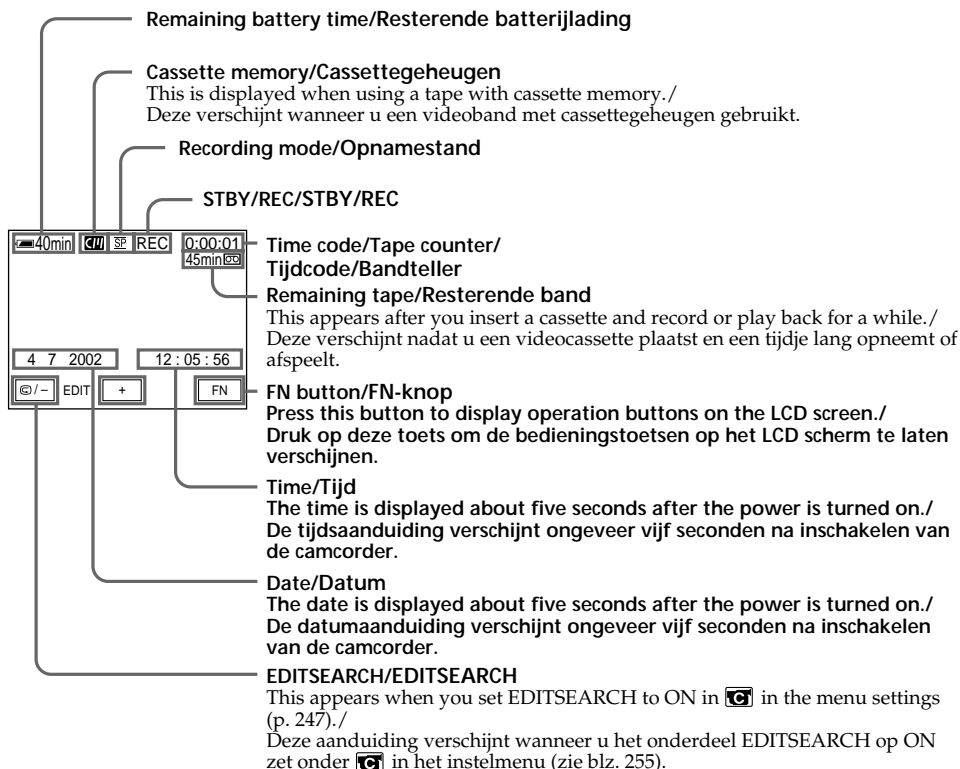 Remaining battery time/Resterende batterijlading
Cassette memory/Cassettegeheugen
This is displayed when using a tape with cassette memory./
Deze verschijnt wanneer u een videoband met cassettegeheugen gebruikt.
Recording mode/Opnamestand
STBY/REC/STBY/REC
40min SP REC 0:00:01
45min
4 7 2002 12 : 05 : 56
/ – EDIT + FN
Time code/Tape counter/
Tijdcode/Bandteller
Remaining tape/Resterende band
This appears after you insert a cassette and record or play back for a while./
Deze verschijnt nadat u een videocassette plaatst en een tijdje lang opneemt of
afspeelt.
FN button/FN-knop
Press this button to display operation buttons on the LCD screen./
Druk op deze toets om de bedieningstoetsen op het LCD scherm te laten
verschijnen.
Time/Tijd
The time is displayed about five seconds after the power is turned on./
De tijdsaanduiding verschijnt ongeveer vijf seconden na inschakelen van
de camcorder.
Date/Datum
The date is displayed about five seconds after the power is turned on./
De datumaanduiding verschijnt ongeveer vijf seconden na inschakelen
van de camcorder.
EDITSEARCH/EDITSEARCH
This appears when you set EDITSEARCH to ON in in the menu settings
(p. 247)./
Deze aanduiding verschijnt wanneer u het onderdeel EDITSEARCH op ON
zet onder in het instelmenu (zie blz. 255).